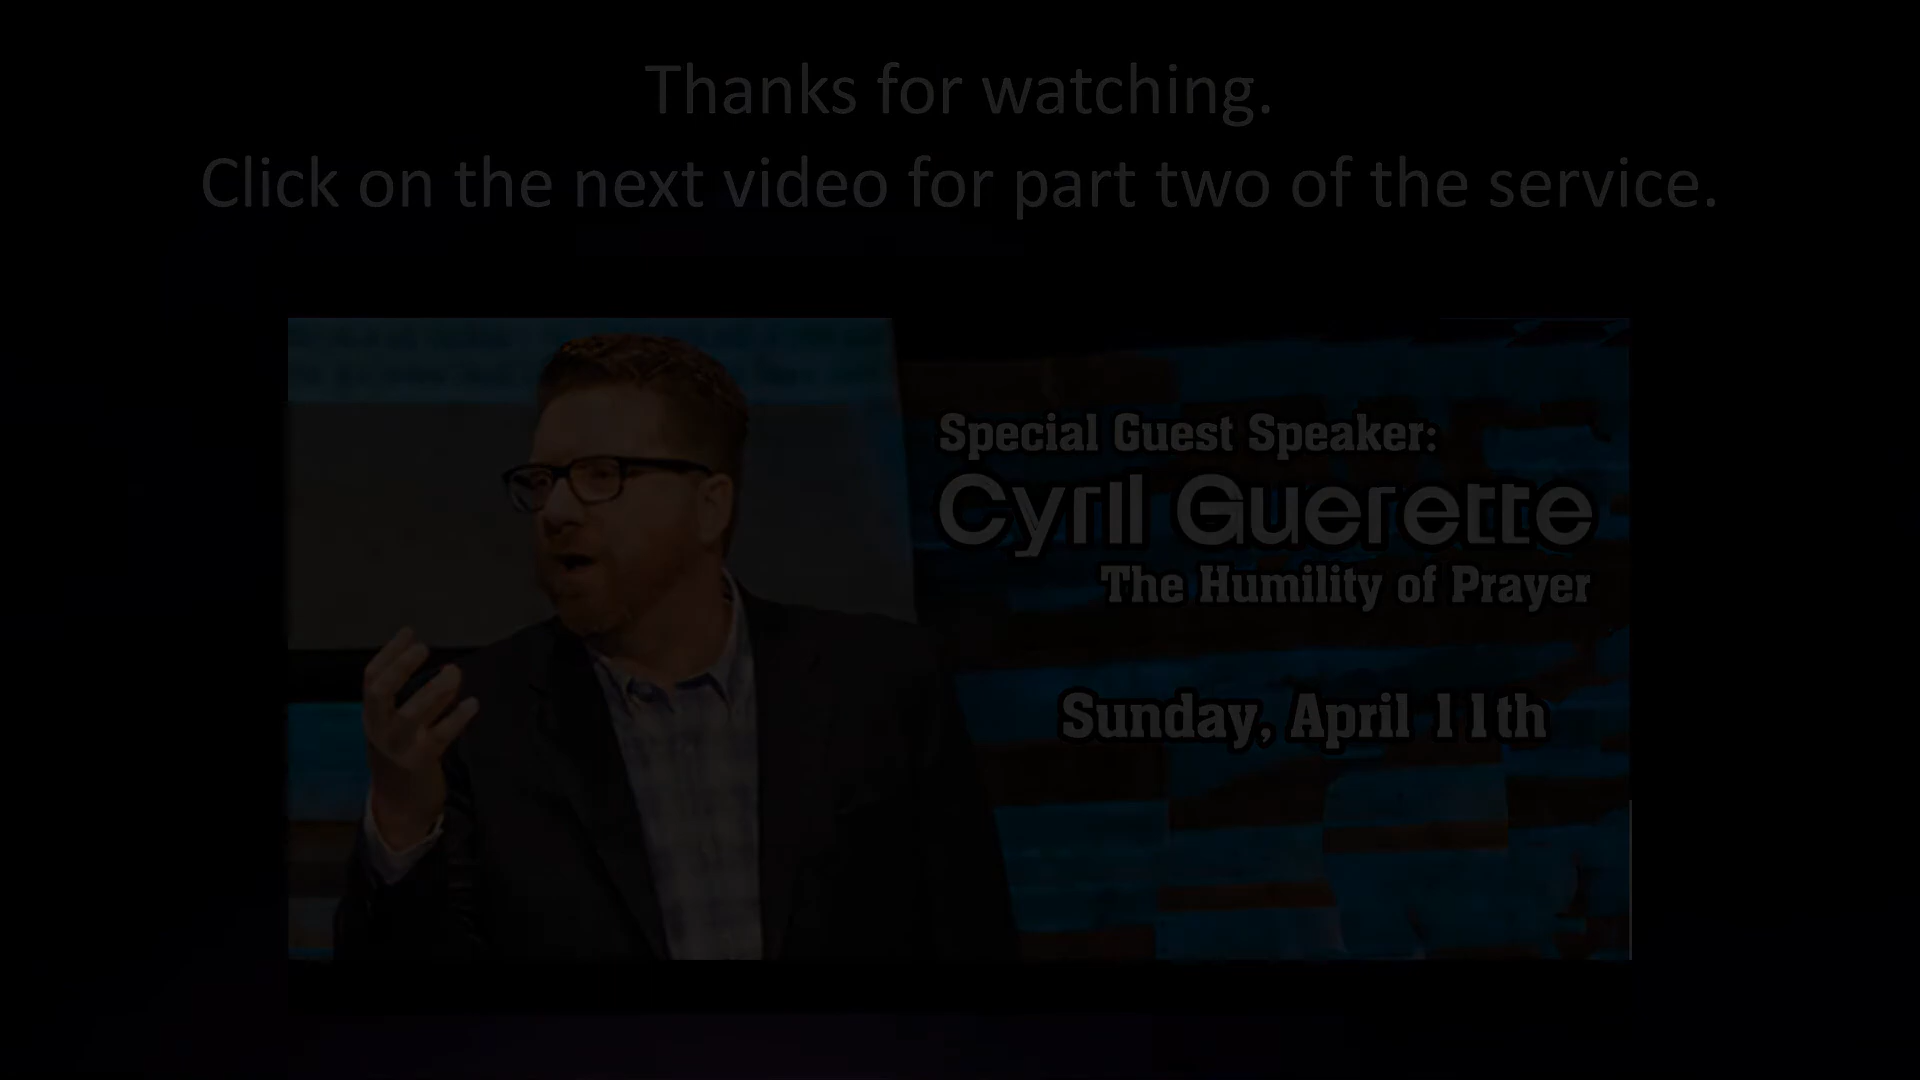 Thanks for watching.
Click on the next video for part two of the service.
Special Guest Speaker:
Cyril Guerette
The Humility of Prayer
Sunday, April 11th